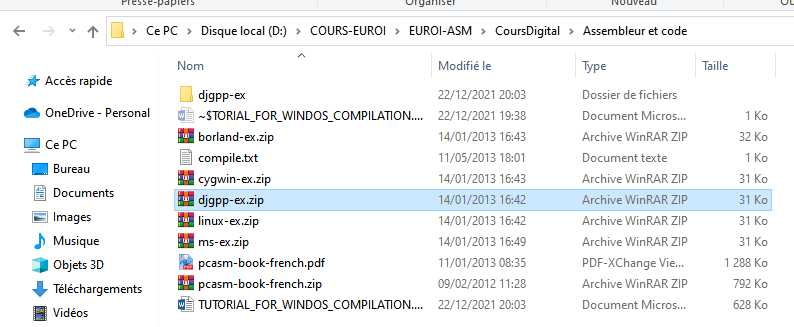 Presse-papiers Organiser
Ce PC > Disque local (D:) > COURS-EUROI > EUROI-ASM > CoursDigital > Assembleur et code
Nom Modifié le Type Taille
Accès rapide
OneDrive - Personal
Ce PC
Bureau
Documents
Images
Musique
Objets 3D
Téléchargements
Vidéos
djgpp-ex 22/12/2021 20:03 Dossier de fichiers
~$TORIAL_FOR_WINDOS_COMPILATION.... 22/12/2021 19:38 Document Micros... 1 Ko
borland-ex.zip 14/01/2013 16:43 Archive WinRAR ZIP 32 Ko
compile.txt 11/05/2013 18:01 Document texte 1 Ko
cygwin-ex.zip 14/01/2013 16:43 Archive WinRAR ZIP 31 Ko
djgpp-ex.zip 14/01/2013 16:42 Archive WinRAR ZIP 31 Ko
linux-ex.zip 14/01/2013 16:42 Archive WinRAR ZIP 31 Ko
ms-ex.zip 14/01/2013 16:49 Archive WinRAR ZIP 31 Ko
pcasm-book-french.pdf 11/01/2013 08:35 PDF-XChange Vie... 1 288 Ko
pcasm-book-french.zip 09/02/2012 11:28 Archive WinRAR ZIP 792 Ko
TUTORIAL_FOR_WINDOS_COMPILATION.... 22/12/2021 20:03 Document Micros... 628 Ko